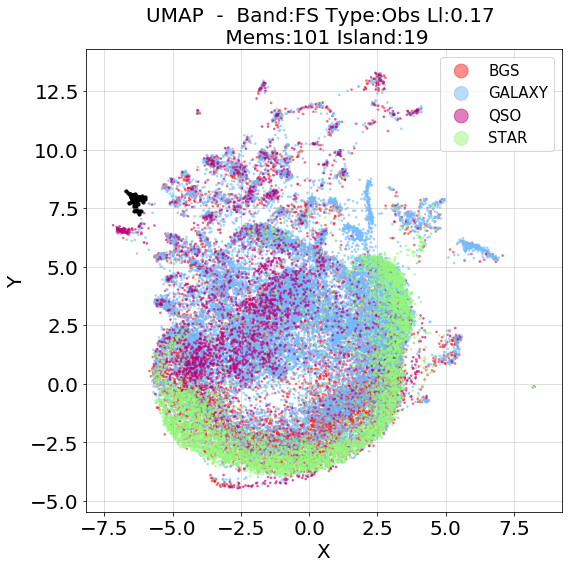 UMAP - Band:FS Type:Obs Ll:0.17
Mems:101 Island:19
BGS
GALAXY
QSO
STAR
Y
12.5
10.0
7.5
5.0
2.5
0.0
−2.5
−5.0
−7.5
−5.0
−2.5
0.0
2.5
5.0
7.5
X